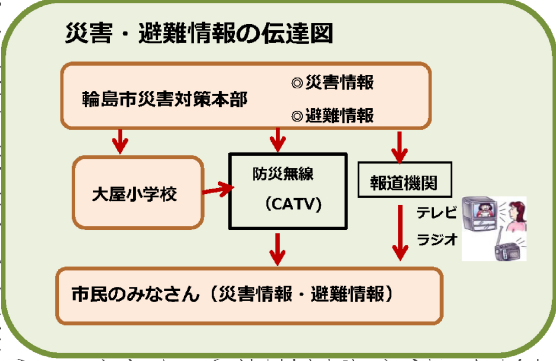 災害・避難情報の伝達図
輪島市災害対策本部
◎災害情報
◎避難情報
大屋小学校
防災無線
（CATV）
報道機関
テレビ
ラジオ
市民のみなさん（災害情報・避難情報）